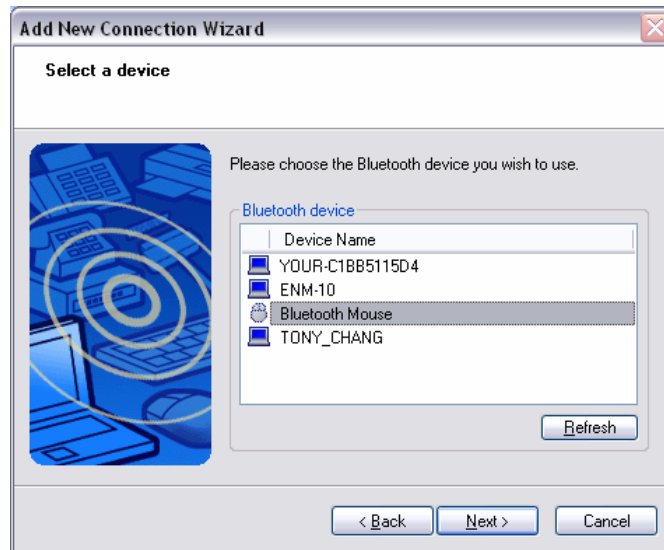 Add New Connection Wizard
Select a device
Please choose the Bluetooth device you wish to use.
Bluetooth device
Device Name
YOUR-C1BB5115D4
ENM-10
Bluetooth Mouse
TONY_CHANG
Refresh
< Back Next > Cancel